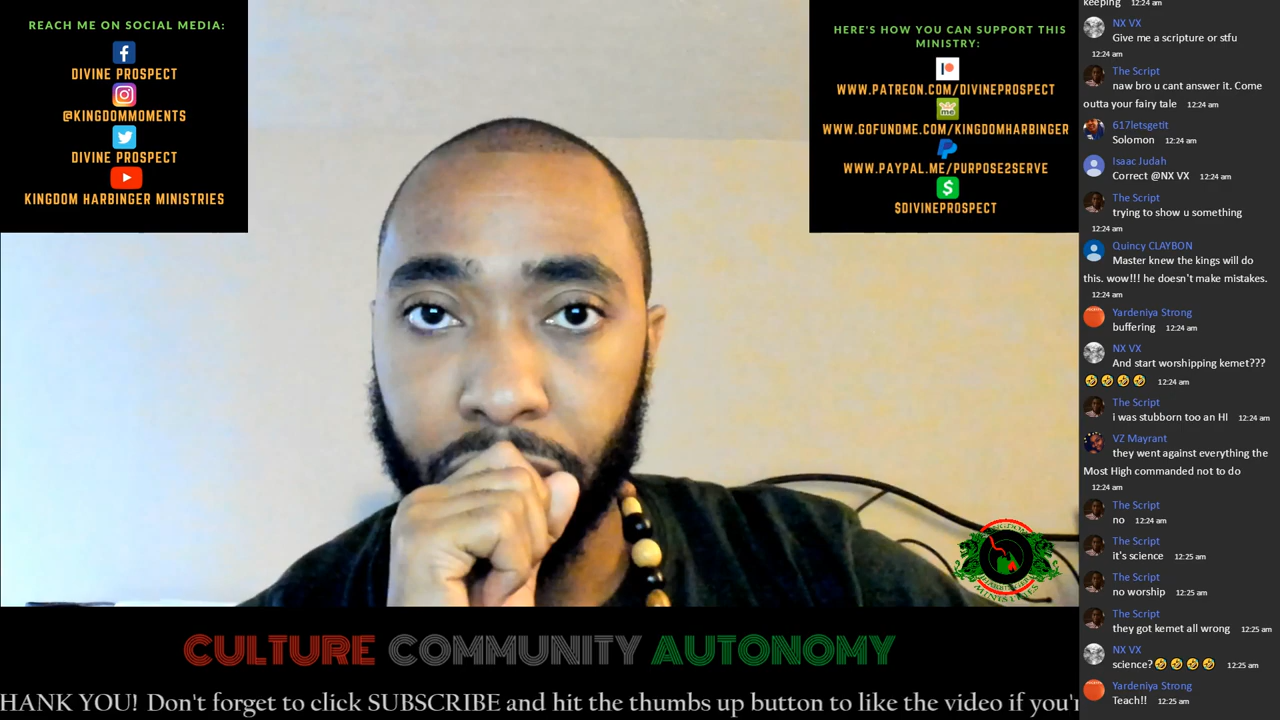 REACH ME ON SOCIAL MEDIA:
DIVINE PROSPECT
@KINGDOMMOMENTS
DIVINE PROSPECT
KINGDOM HARBINGER MINISTRIES
HERE'S HOW YOU CAN SUPPORT THIS
MINISTRY:
WWW.PATREON.COM/DIVINEPROSPECT
me
WWW.GOFUNDME.COM/KINGDOMHARBINGER
WWW.PAYPAL.ME/PURPOSE2SERVE
$DIVINEPROSPECT
keeping 12:24 am
NX VX
Give me a scripture or stfu
12:24 am
The Script
naw bro u cant answer it. Come
outta your fairy tale 12:24 am
617letsgetit
Solomon 12:24 am
Isaac Judah
Correct @NX VX 12:24 am
The Script
trying to show u something
12:24 am
Quincy CLAYBON
Master knew the kings will do
this. wow!!! he doesn't make mistakes.
12:24 am
Yardeniya Strong
buffering 12:24 am
NX VX
And start worshipping kemet???
🤣🤣🤣🤣 12:24 am
The Script
i was stubborn too an HI 12:24 am
VZ Mayrant
they went against everything the
Most High commanded not to do
12:24 am
The Script
no 12:24 am
The Script
it's science 12:25 am
The Script
no worship 12:25 am
The Script
they got kemet all wrong 12:25 am
NX VX
science?🤣🤣🤣🤣 12:25 am
Yardeniya Strong
Teach!! 12:25 am
KINGDOM
MINISTRIES
CULTURE COMMUNITY AUTONOMY
HANK YOU! Don't forget to click SUBSCRIBE and hit the thumbs up button to like the video if you'r